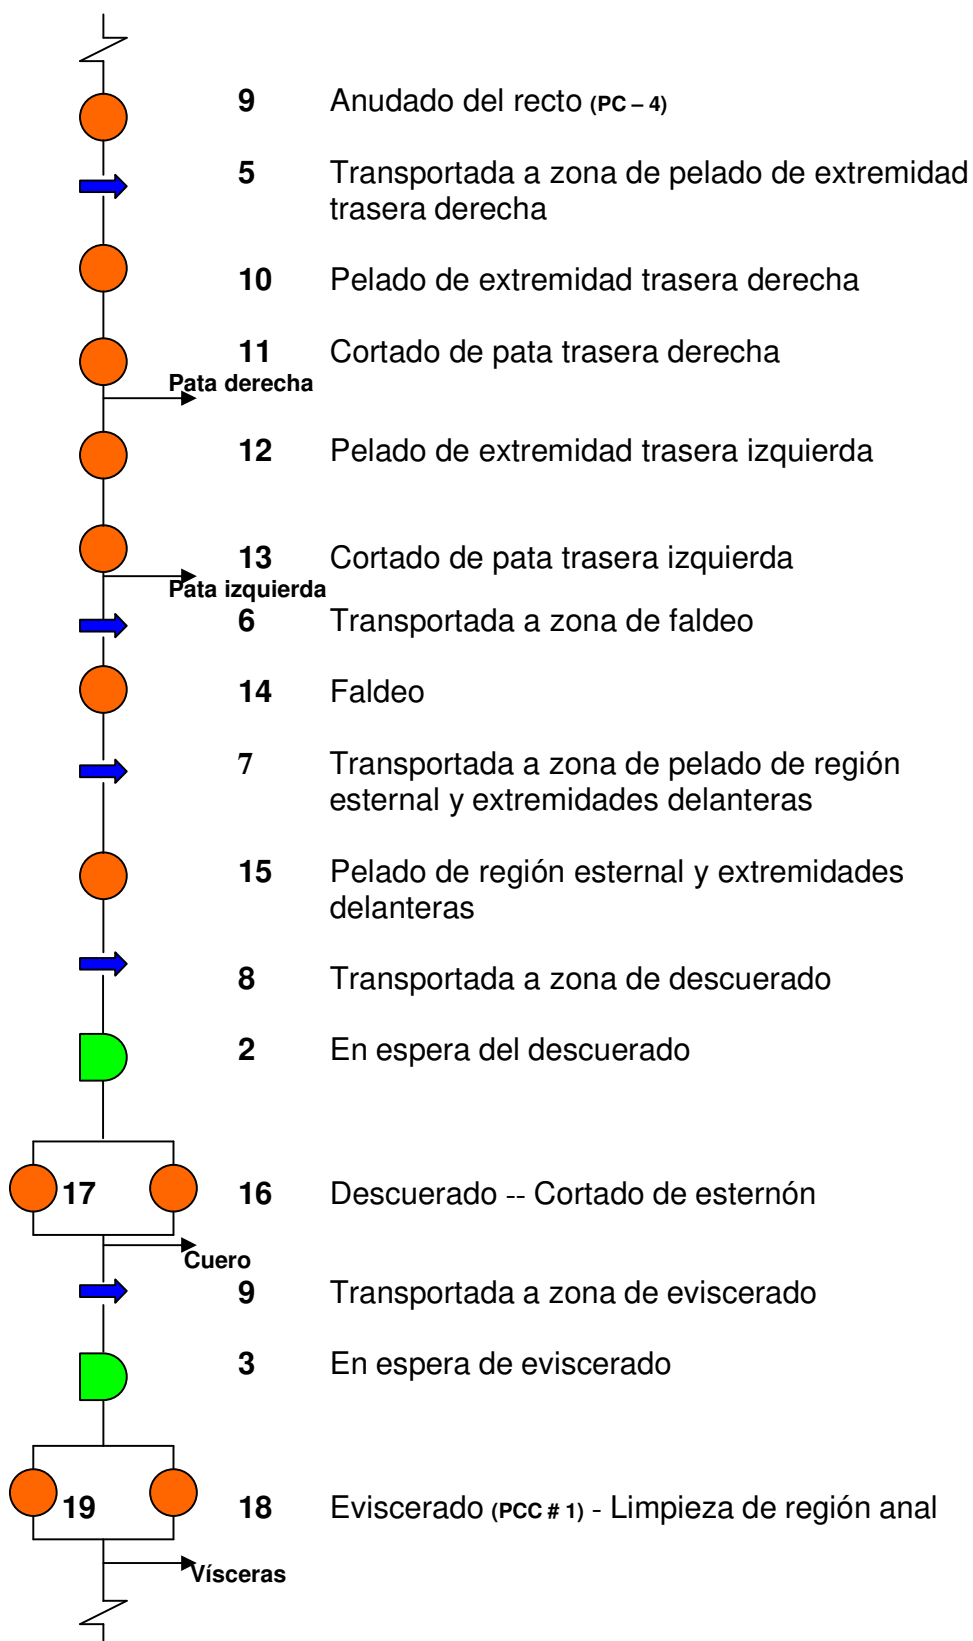 9 Anudado del recto (PC – 4)
5 Transportada a zona de pelado de extremidad
trasera derecha
10 Pelado de extremidad trasera derecha
11 Cortado de pata trasera derecha
Pata derecha
12 Pelado de extremidad trasera izquierda
13 Cortado de pata trasera izquierda
Pata izquierda
6 Transportada a zona de faldeo
14 Faldeo
7 Transportada a zona de pelado de región
esternal y extremidades delanteras
15 Pelado de región esternal y extremidades
delanteras
8 Transportada a zona de descuerado
2 En espera del descuerado
17 16 Descuerado -- Cortado de esternón
Cuero
9 Transportada a zona de eviscerado
3 En espera de eviscerado
19 18 Eviscerado (PCC # 1) - Limpieza de región anal
Vísceras